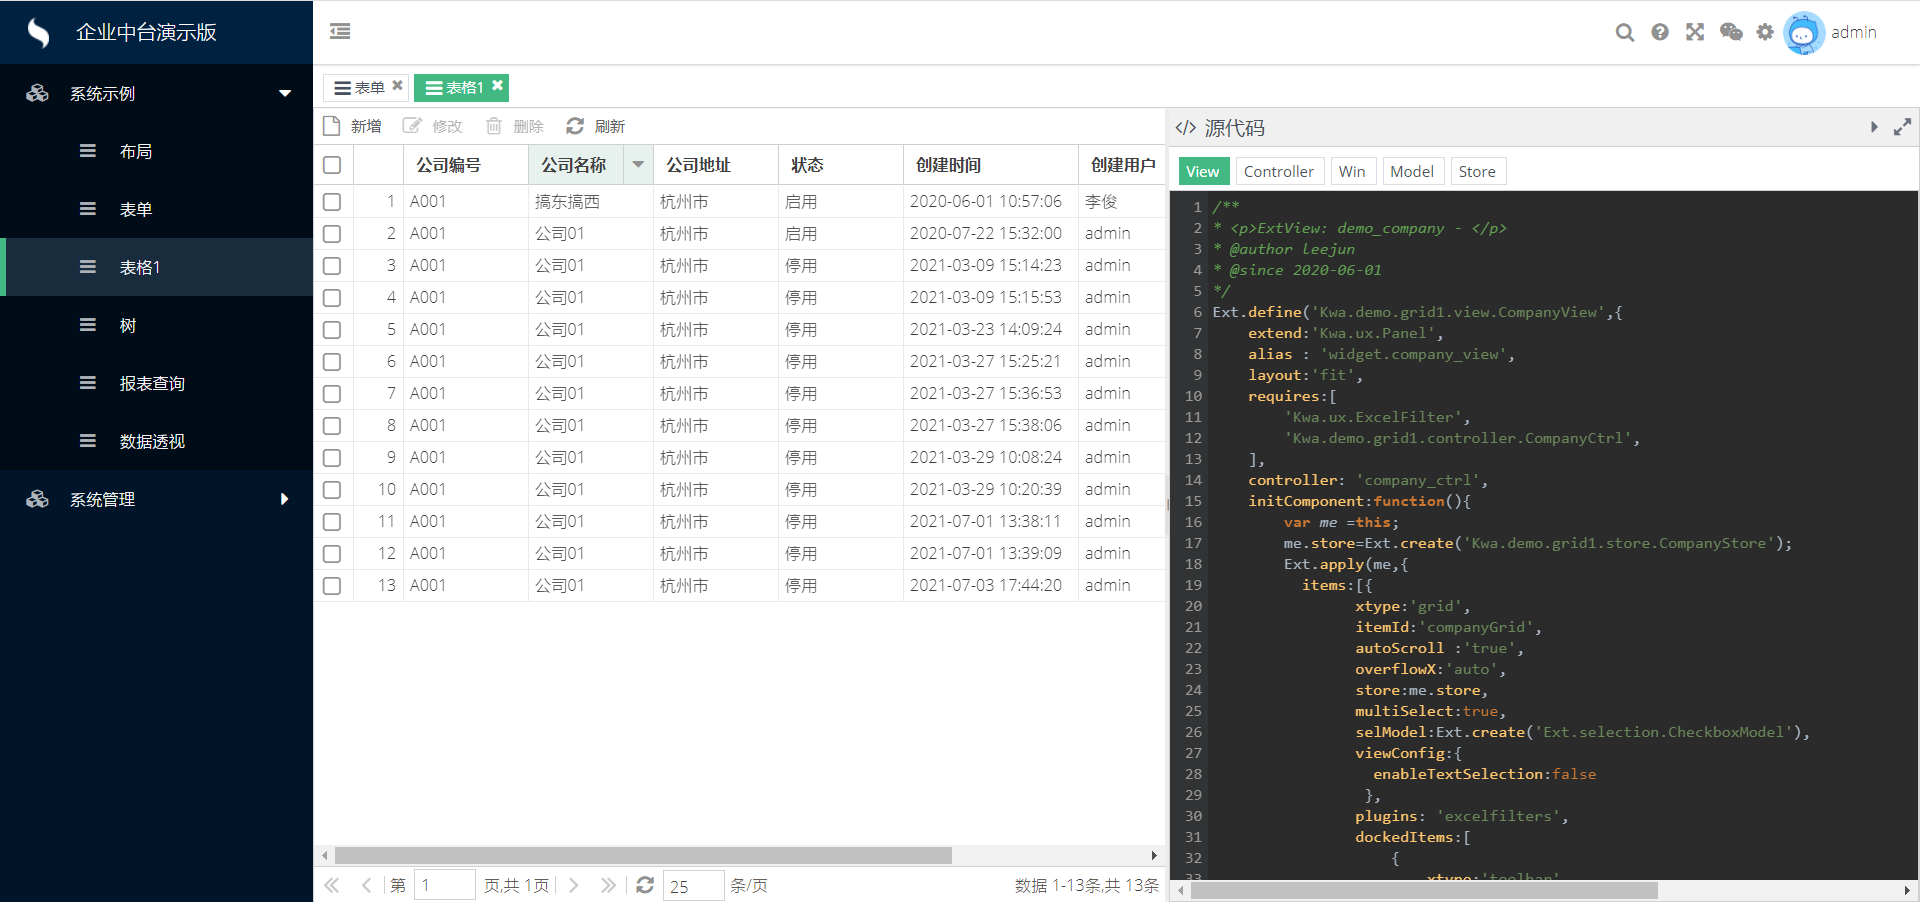 企业中台演示版
admin
系统示例
布局
表单
表格1
树
报表查询
数据透视
系统管理
表单 表格1
新增 修改 删除 刷新
公司编号 公司名称 公司地址 状态 创建时间 创建用户
1 A001 搞东搞西 杭州市 启用 2020-06-01 10:57:06 李俊
2 A001 公司01 杭州市 启用 2020-07-22 15:32:00 admin
3 A001 公司01 杭州市 停用 2021-03-09 15:14:23 admin
4 A001 公司01 杭州市 停用 2021-03-09 15:15:53 admin
5 A001 公司01 杭州市 停用 2021-03-23 14:09:24 admin
6 A001 公司01 杭州市 停用 2021-03-27 15:25:21 admin
7 A001 公司01 杭州市 停用 2021-03-27 15:36:53 admin
8 A001 公司01 杭州市 停用 2021-03-27 15:38:06 admin
9 A001 公司01 杭州市 停用 2021-03-29 10:08:24 admin
10 A001 公司01 杭州市 停用 2021-03-29 10:20:39 admin
11 A001 公司01 杭州市 停用 2021-07-01 13:38:11 admin
12 A001 公司01 杭州市 停用 2021-07-01 13:39:09 admin
13 A001 公司01 杭州市 停用 2021-07-03 17:44:20 admin
第 1 页,共 1页 25 条/页 数据 1-13条,共 13条
</> 源代码
View Controller Win Model Store
1 /**
2 * <p>ExtView: demo_company - </p>
3 * @author leejun
4 * @since 2020-06-01
5 */
6 Ext.define('Kwa.demo.grid1.view.CompanyView',{
7 extend:'Kwa.ux.Panel',
8 alias : 'widget.company_view',
9 layout:'fit',
10 requires:[
11 'Kwa.ux.ExcelFilter',
12 'Kwa.demo.grid1.controller.CompanyCtrl',
13 ],
14 controller: 'company_ctrl',
15 initComponent:function(){
16 var me =this;
17 me.store=Ext.create('Kwa.demo.grid1.store.CompanyStore');
18 Ext.apply(me,{
19 items:[{
20 xtype:'grid',
21 itemId:'companyGrid',
22 autoScroll :'true',
23 overflowX:'auto',
24 store:me.store,
25 multiSelect:true,
26 selModel:Ext.create('Ext.selection.CheckboxModel'),
27 viewConfig:{
28 enableTextSelection:false
29 },
30 plugins: 'excelfilters',
31 dockedItems:[
32 {
33 xtype:'toolbar'